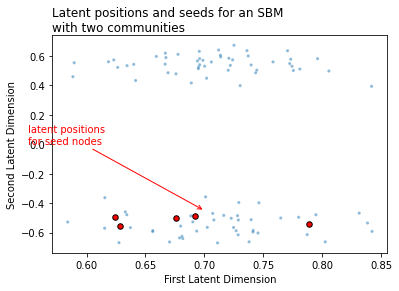 Latent positions and seeds for an SBM
with two communities
Second Latent Dimension
0.6
0.4
0.2
0.0
−0.2
−0.4
−0.6
latent positions
for seed nodes
0.60
0.65
0.70
0.75
0.80
0.85
First Latent Dimension